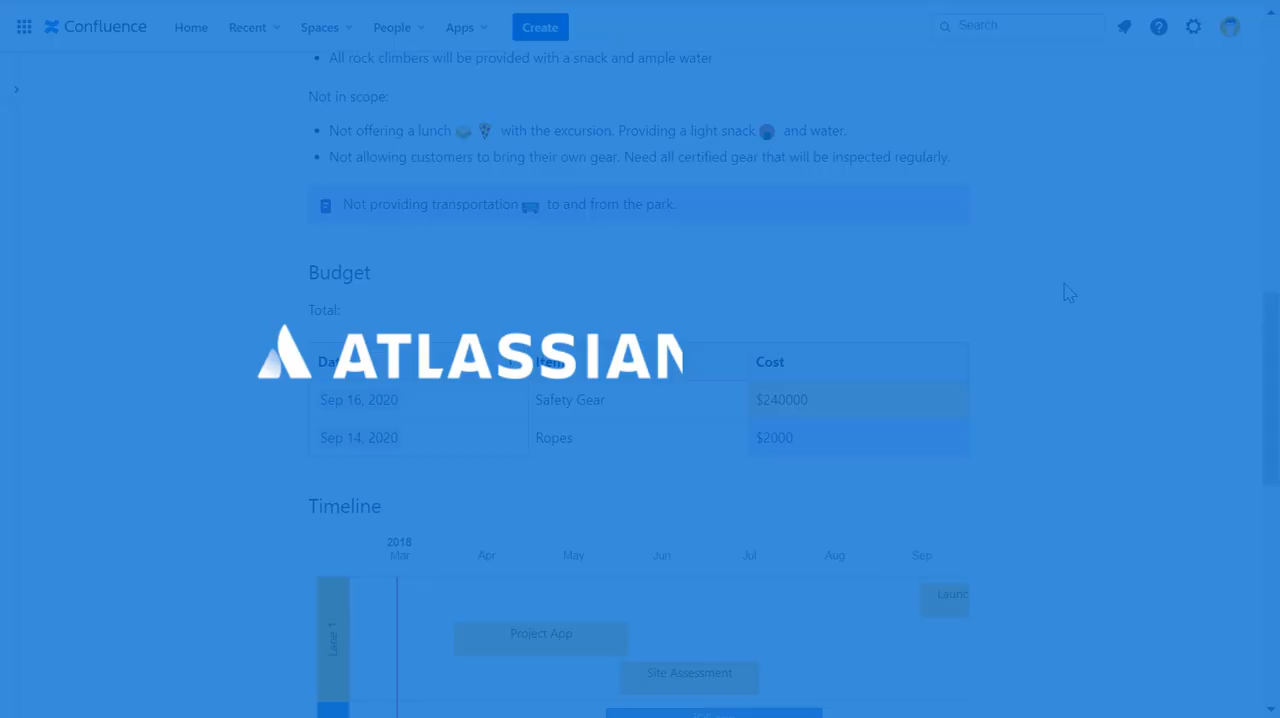 Confluence Home Recent Spaces People Apps Create Search
All rock climbers will be provided with a snack and ample water
Not in scope:
Not offering a lunch with the excursion. Providing a light snack and water.
Not allowing customers to bring their own gear. Need all certified gear that will be inspected regularly.
Not providing transportation to and from the park.
Budget
Total:
ATLASSIAN
Cost
Sep 16, 2020 Safety Gear $240000
Sep 14, 2020 Ropes $2000
Timeline
2018
Mar Apr May Jun Jul Aug Sep
Launc
Lane 1
Project App
Site Assessment